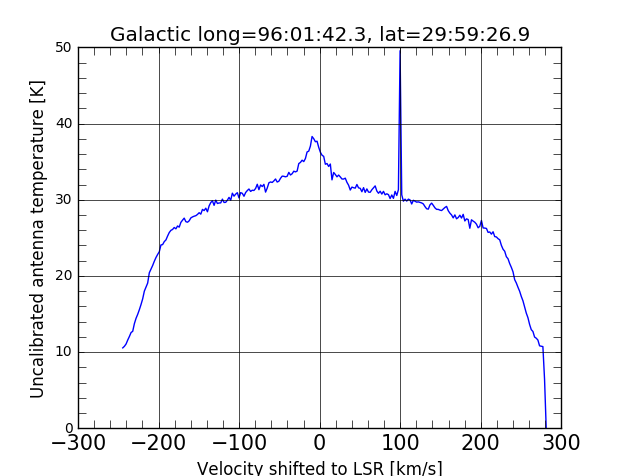 Galactic long=96:01:42.3, lat=29:59:26.9
Uncalibrated antenna temperature [K]
50
40
30
20
10
0
−300 −200 −100 0 100 200 300
Velocity shifted to LSR [km/s]